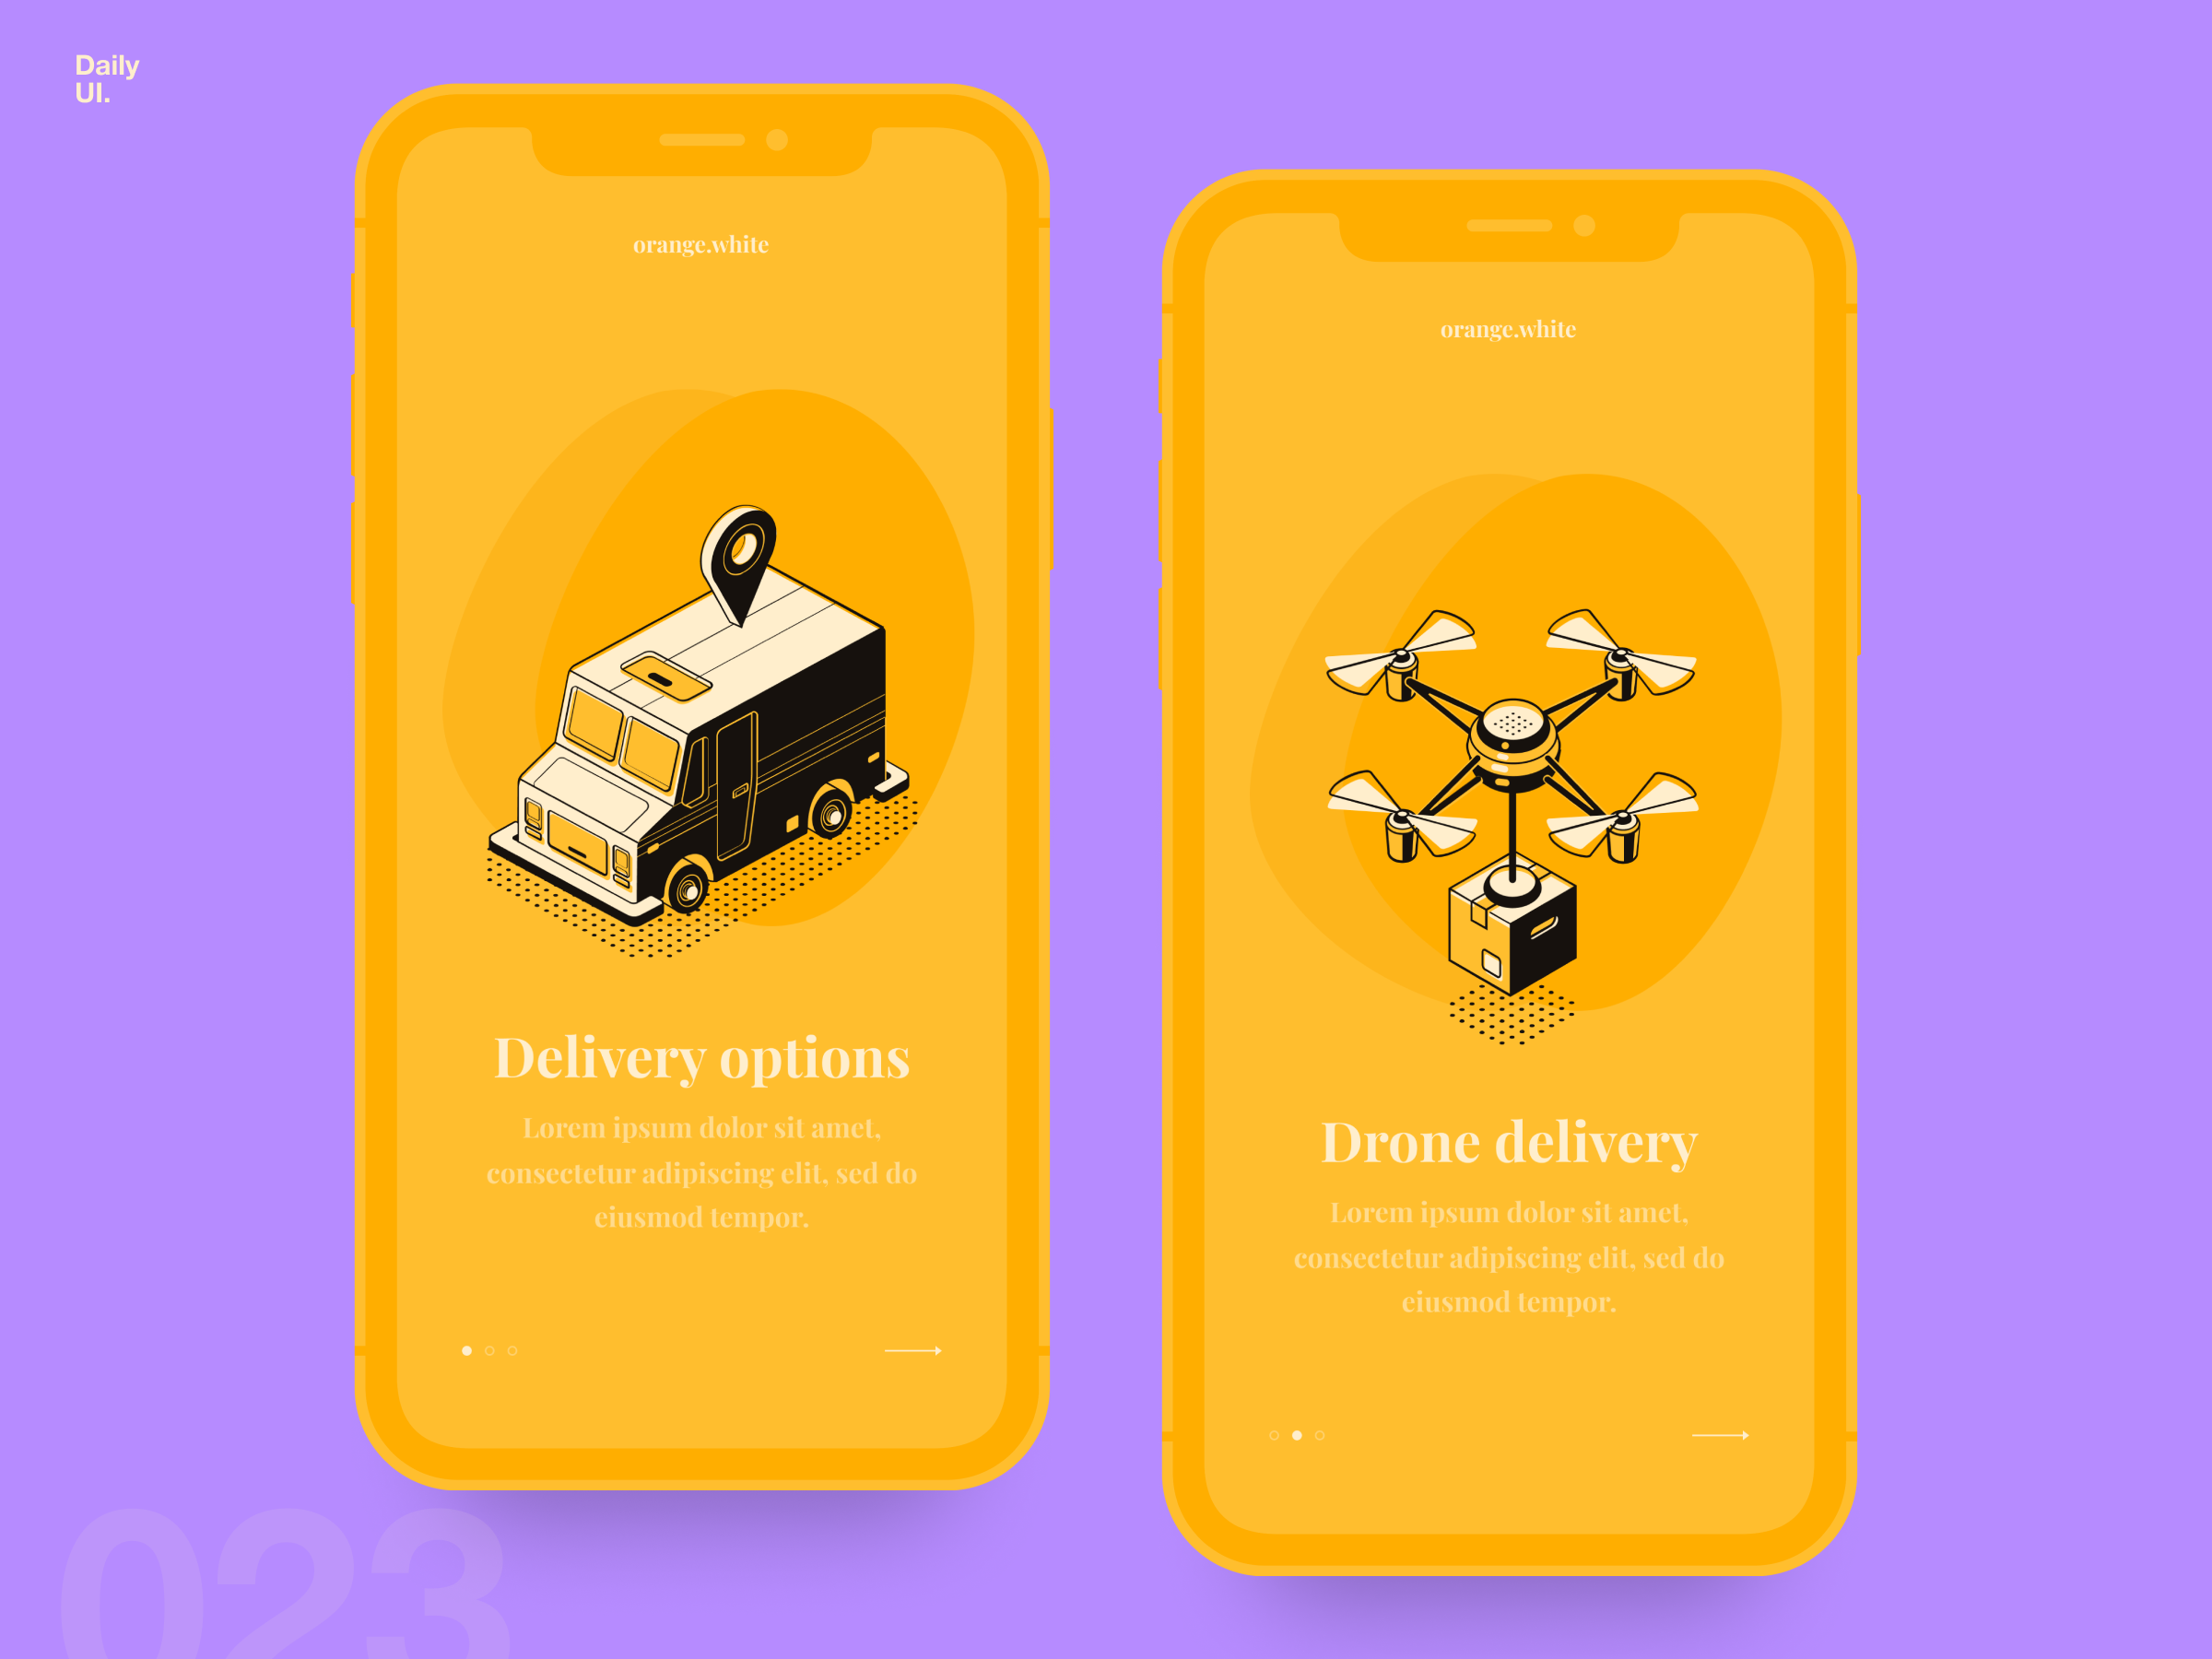 Daily
UI.
orange.white
Delivery options
Lorem ipsum dolor sit amet,
consectetur adipiscing elit, sed do
eiusmod tempor.
orange.white
Drone delivery
Lorem ipsum dolor sit amet,
consectetur adipiscing elit, sed do
eiusmod tempor.
023